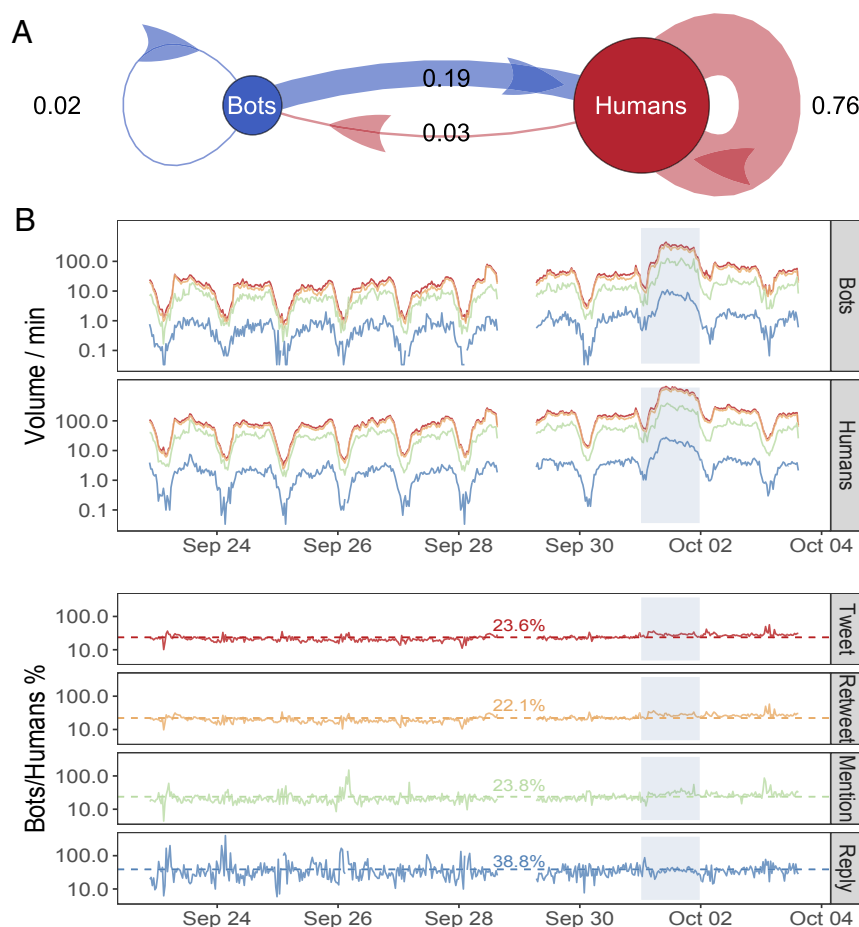 A
0.19
Bots
Humans
0.02
0.76
0.03
B
Volume / min
100.0
10.0
1.0
0.1
Bots
100.0
10.0
1.0
0.1
Humans
Sep 24 Sep 26 Sep 28 Sep 30 Oct 02 Oct 04
Bots/Humans %
100.0
10.0
23.6%
Tweet
100.0
10.0
22.1%
Retweet
100.0
10.0
23.8%
Mention
100.0
10.0
38.8%
Reply
Sep 24 Sep 26 Sep 28 Sep 30 Oct 02 Oct 04